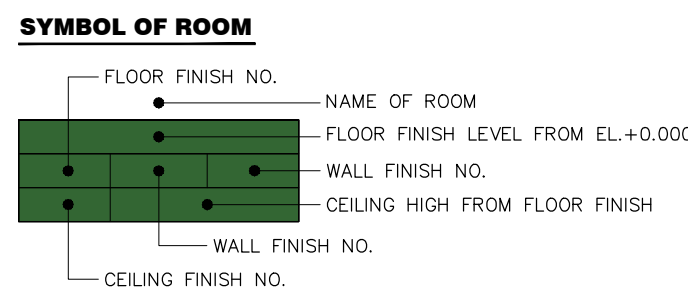 SYMBOL OF ROOM
FLOOR FINISH NO.
NAME OF ROOM
FLOOR FINISH LEVEL FROM EL.+0.000
WALL FINISH NO.
CEILING HIGH FROM FLOOR FINISH
WALL FINISH NO.
CEILING FINISH NO.